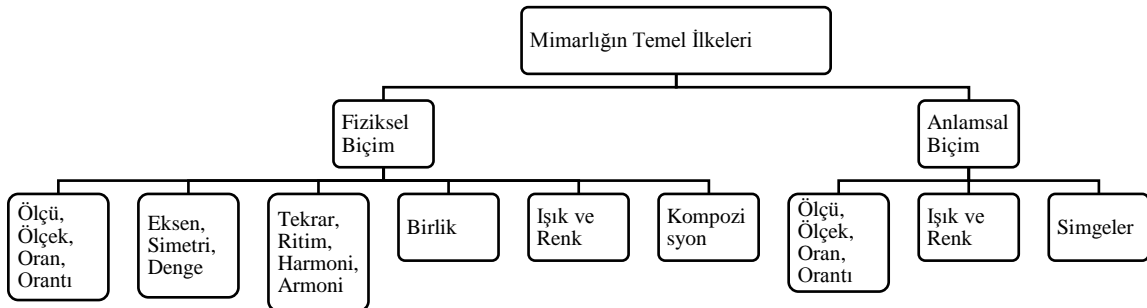 Mimarlığın Temel İlkeleri
Fiziksel
Biçim
Anlamsal
Biçim
Ölçü,
Ölçek,
Oran,
Orantı
Eksen,
Simetri,
Denge
Tekrar,
Ritim,
Harmoni,
Armoni
Birlik
Işık ve
Renk
Kompozi
syon
Ölçü,
Ölçek,
Oran,
Orantı
Işık ve
Renk
Simgeler